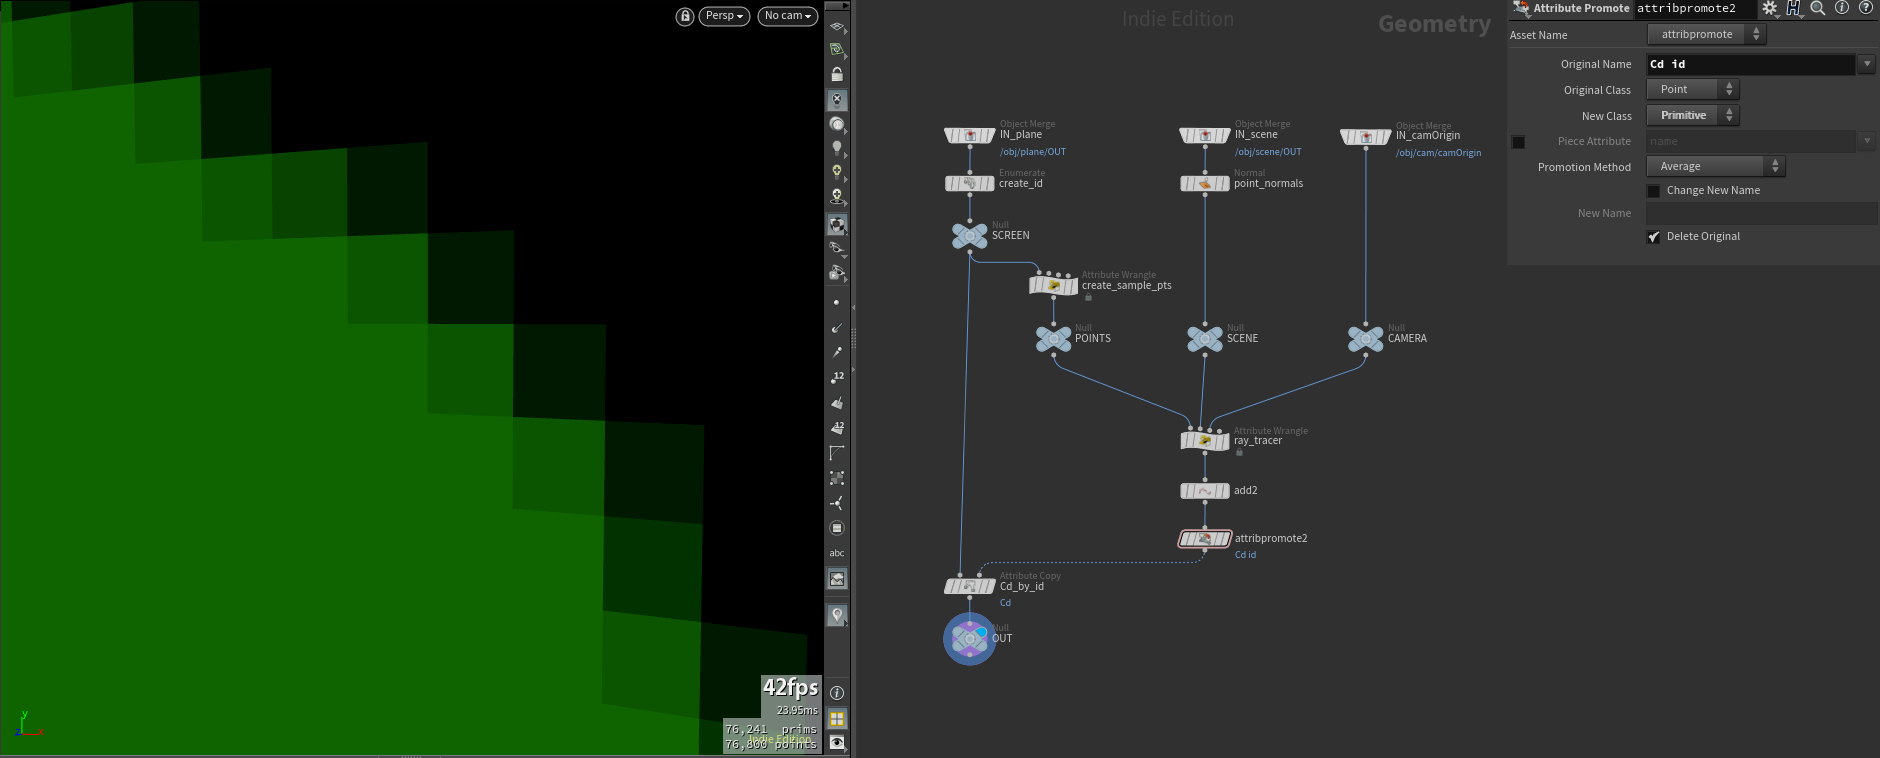 Persp
No cam
12
12
abc
42fps
23.95ms
76,241 prims
Indie Edition
76,800 points
y
Indie Edition
Geometry
Object Merge
IN_plane
/obj/plane/OUT
Enumerate
create_id
Null
SCREEN
Attribute Wrangle
create_sample_pts
Null
POINTS
Object Merge
IN_scene
/obj/scene/OUT
Normal
point_normals
Null
SCENE
Object Merge
IN_camOrigin
/obj/cam/camOrigin
Null
CAMERA
Attribute Wrangle
ray_tracer
add2
attribpromote2
Cd id
Attribute Copy
Cd_by_id
Cd
Null
OUT
Attribute Promote attribpromote2
Asset Name attribpromote
Original Name Cd id
Original Class Point
New Class Primitive
Piece Attribute name
Promotion Method Average
Change New Name
New Name
Delete Original